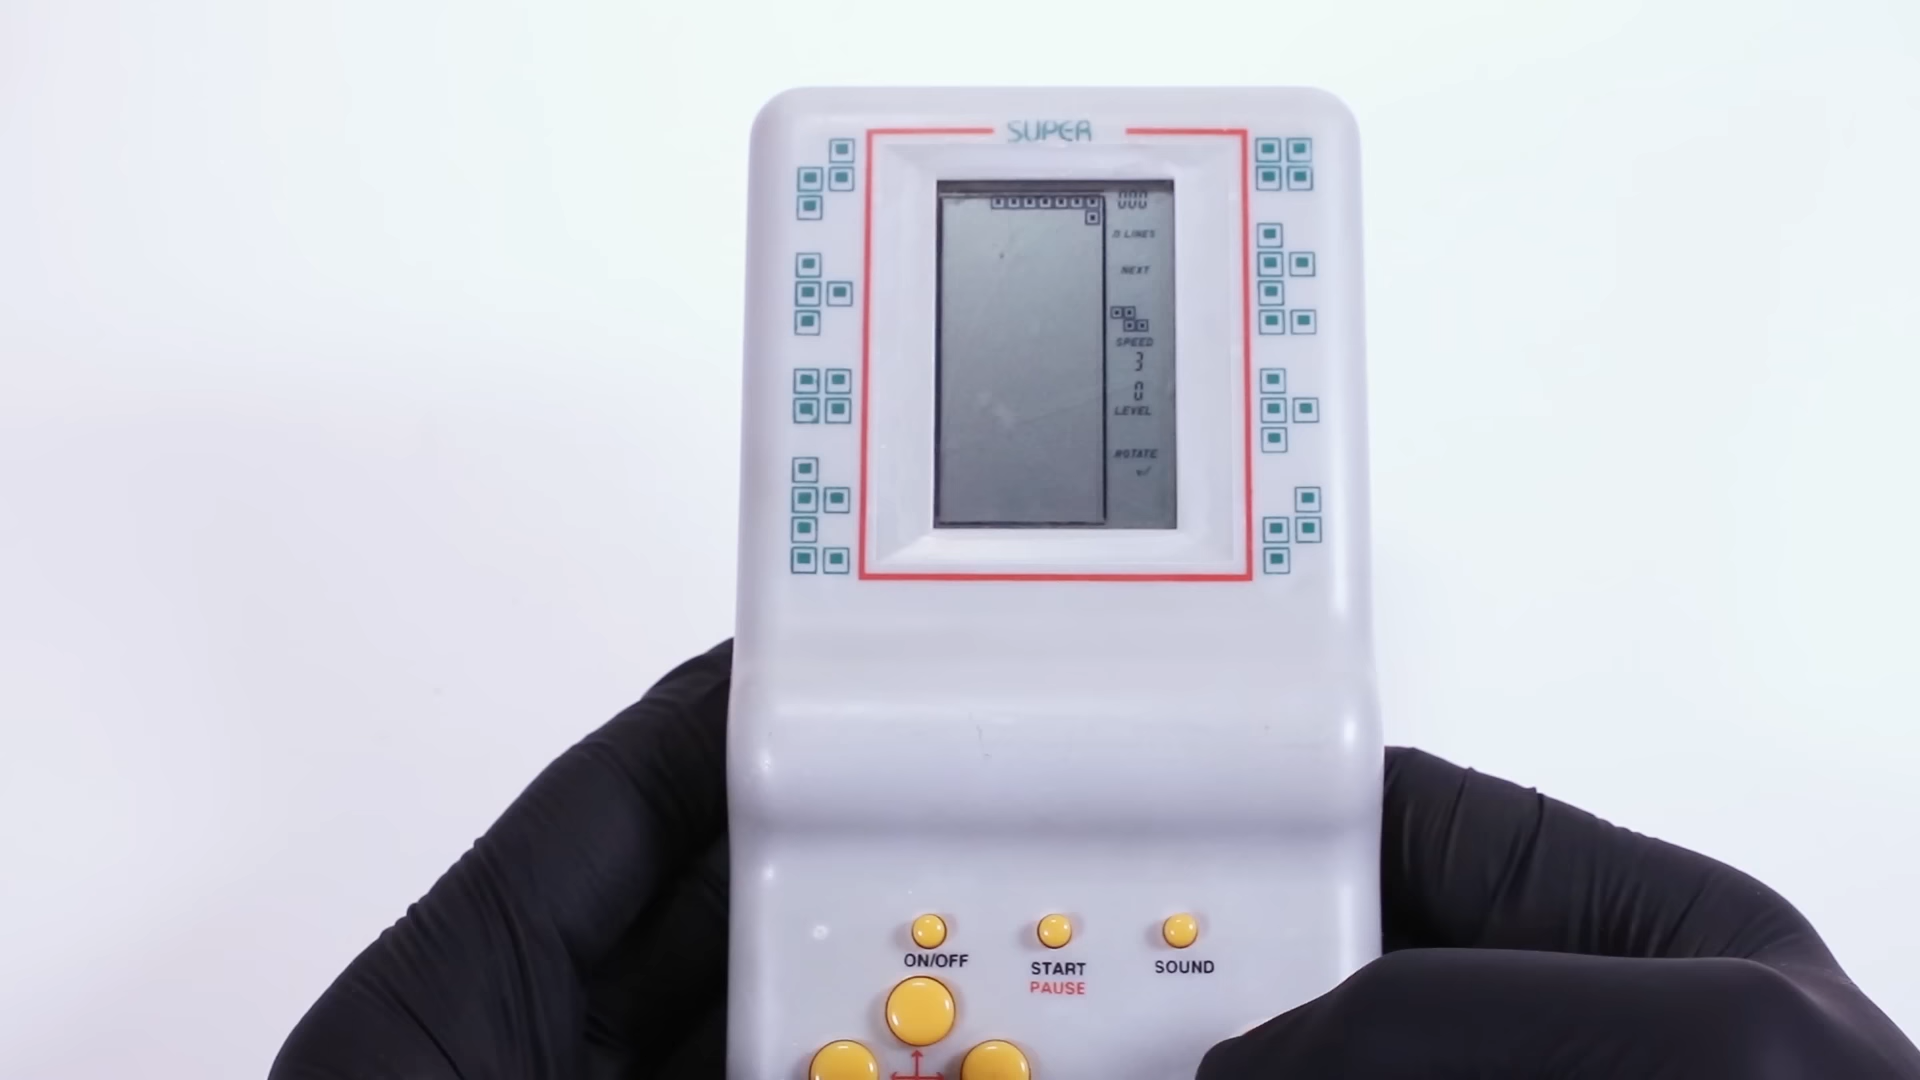 SUPER
000
n LINES
NEXT
SPEED
3
0
LEVEL
ROTATE
ON/OFF
START
PAUSE
SOUND